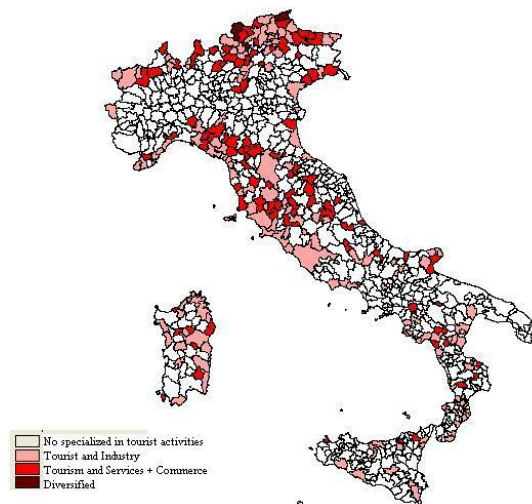 No specialized in tourist activities
Tourist and Industry
Tourism and Services + Commerce
Diversified